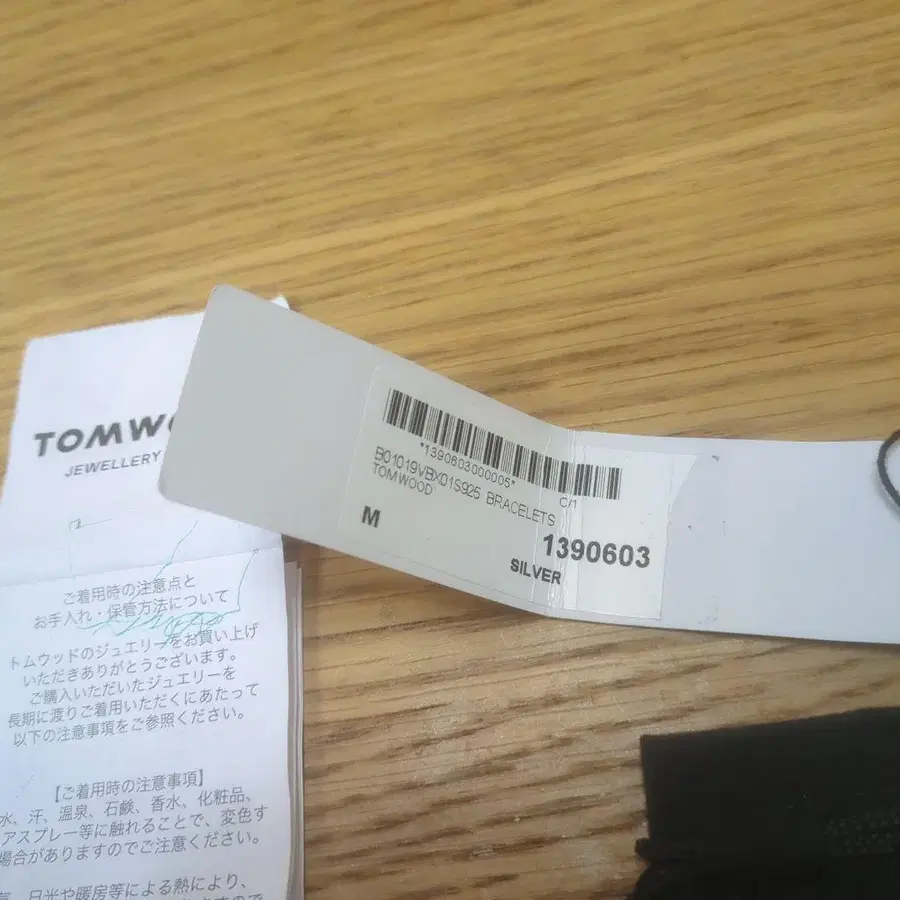 TOMW
JEWELLERY
ご着用時の注意点と
お手入れ・保管方法について
トムウッドのジュエリーをお買い上げ
いただきありがとうございます。
ご購入いただいたジュエリーを
長期に渡りご着用いただくにあたって
以下の注意事項をご参照ください。
【ご着用時の注意事項】
水、汗、温泉、石鹸、香水、化粧品、
アスプレー等に触れることで、変色す
場合がありますのでご注意ください。
日光や暖房等による熱により、
*1390603000005*
C/1
B01019VBX01S925 BRACELETS
TOMWOOD'
M
1390603
SILVER